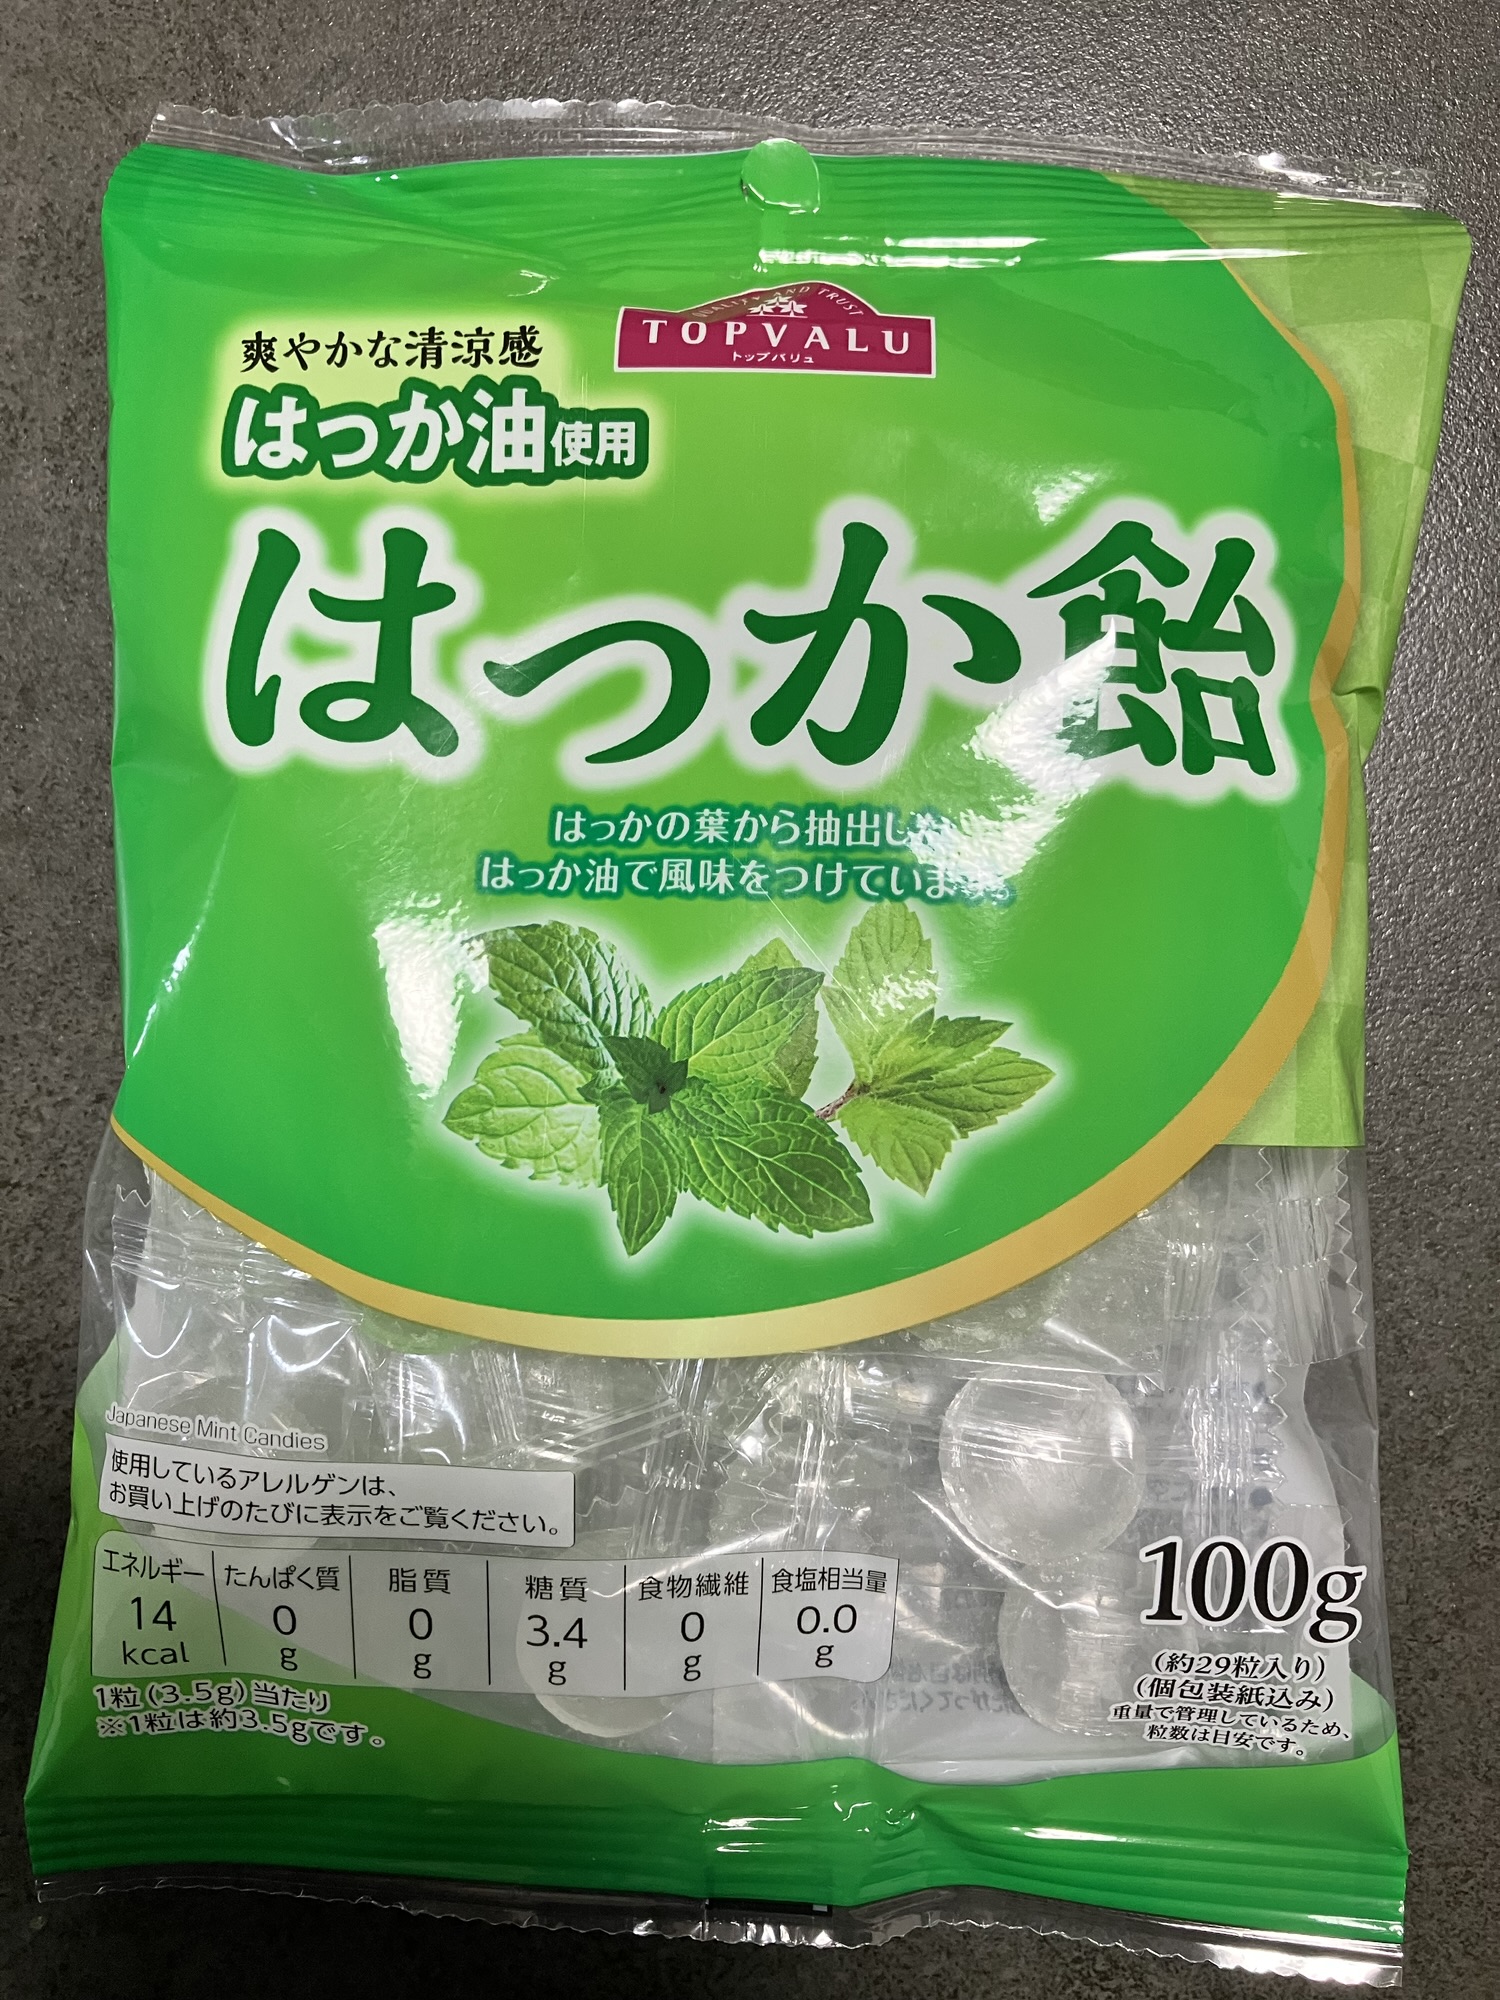 QUALITY AND TRUST
TOPVALU
トップバリュ
爽やかな清涼感
はっか油使用
はっか飴
はっかの葉から抽出した
はっか油で風味をつけています。
Japanese Mint Candies
使用しているアレルゲンは、
お買い上げのたびに表示をご覧ください。
エネルギー たんぱく質 脂質 糖質 食物繊維 食塩相当量
14 0 0 3.4 0 0.0
kcal g g g g g
1粒(3.5g)当たり
※1粒は約3.5gです。
100g
(約29粒入り)
(個包装紙込み)
重量で管理しているため、
粒数は目安です。